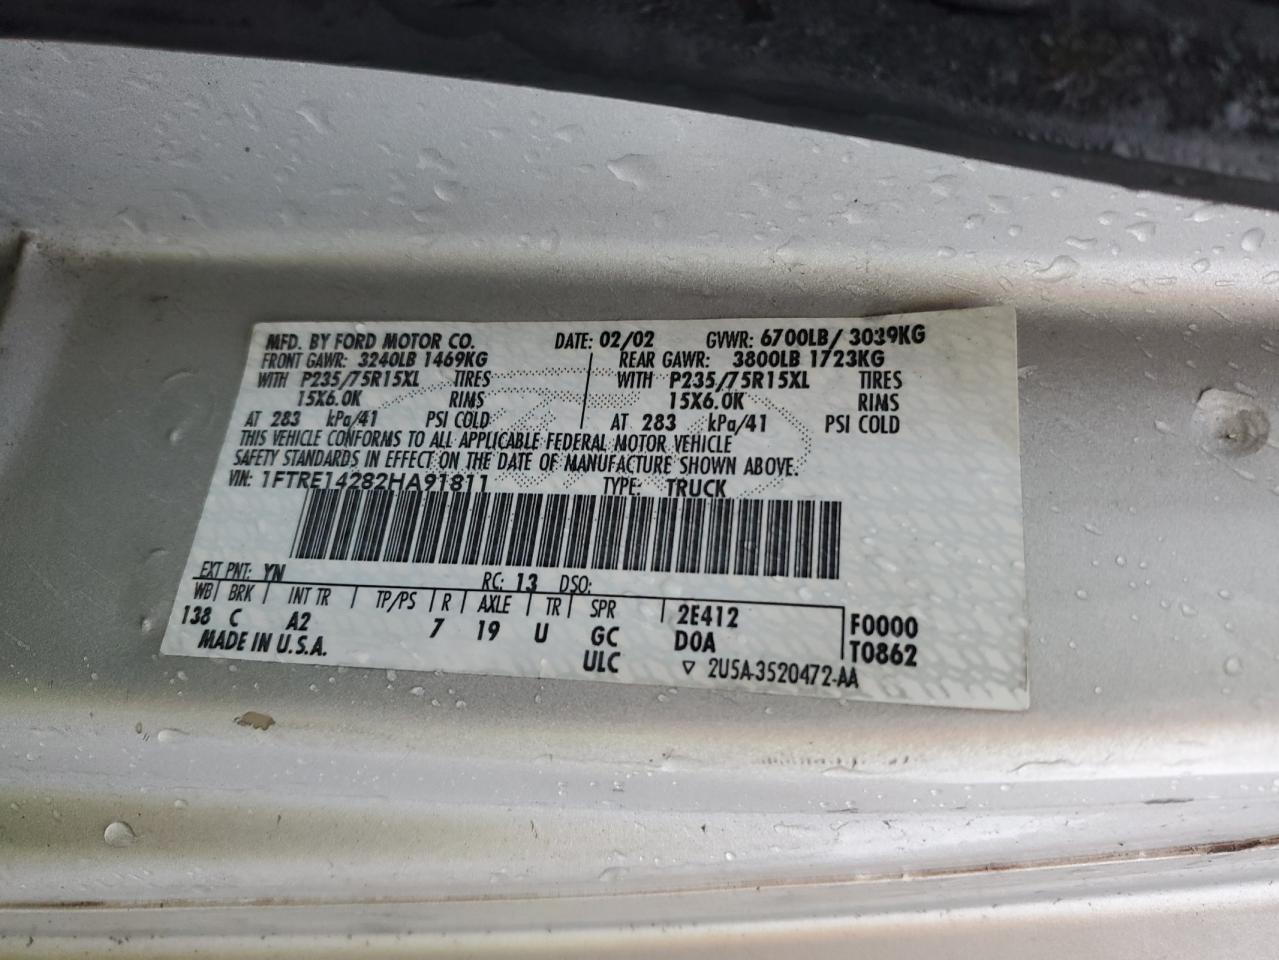 MFD. BY FORD MOTOR CO. DATE: 02/02 GVWR: 6700LB/ 3039KG
FRONT GAWR: 3240LB 1469KG REAR GAWR: 3800LB 1723KG
WITH P235/75R15XL TIRES WITH P235/75R15XL TIRES
15X6.0K RIMS 15X6.0K RIMS
AT 283 kPa/41 PSI COLD AT 283 kPa/41 PSI COLD
THIS VEHICLE CONFORMS TO ALL APPLICABLE FEDERAL MOTOR VEHICLE
SAFETY STANDARDS IN EFFECT ON THE DATE OF MANUFACTURE SHOWN ABOVE.
VIN: 1FTRE14282HA91811 TYPE: TRUCK
EXT PNT: YN RC: 13 DSO:
WB BRK INT TR TP/PS R AXLE TR SPR 2E412 F0000
138 C A2 7 19 U GC D0A T0862
MADE IN U.S.A. ULC ▽ 2U5A-3520472-AA